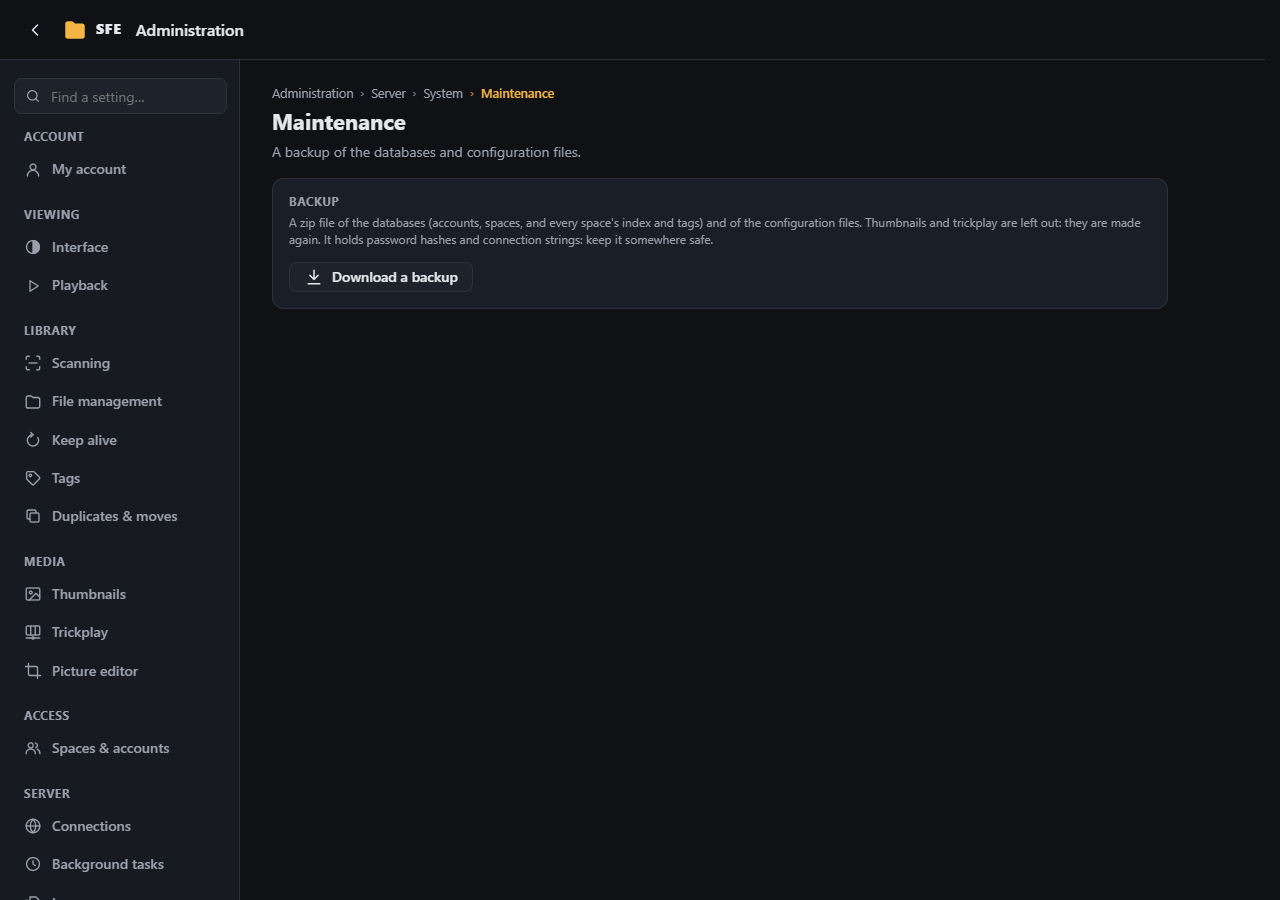 SFE Administration
Find a setting...
ACCOUNT
My account
VIEWING
Interface
Playback
LIBRARY
Scanning
File management
Keep alive
Tags
Duplicates & moves
MEDIA
Thumbnails
Trickplay
Picture editor
ACCESS
Spaces & accounts
SERVER
Connections
Background tasks
Administration › Server › System › Maintenance
Maintenance
A backup of the databases and configuration files.
BACKUP
A zip file of the databases (accounts, spaces, and every space's index and tags) and of the configuration files. Thumbnails and trickplay are left out: they are made
again. It holds password hashes and connection strings: keep it somewhere safe.
Download a backup